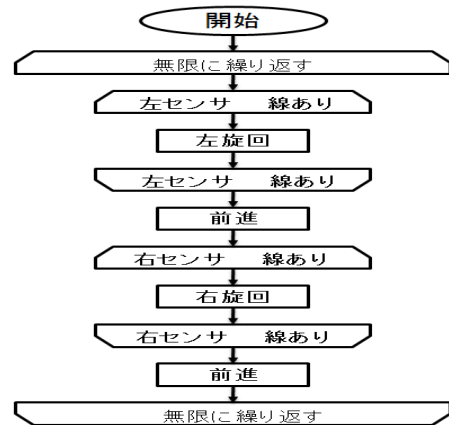 開始
無限に繰り返す
左センサ 線あり
左旋回
左センサ 線あり
前進
右センサ 線あり
右旋回
右センサ 線あり
前進
無限に繰り返す